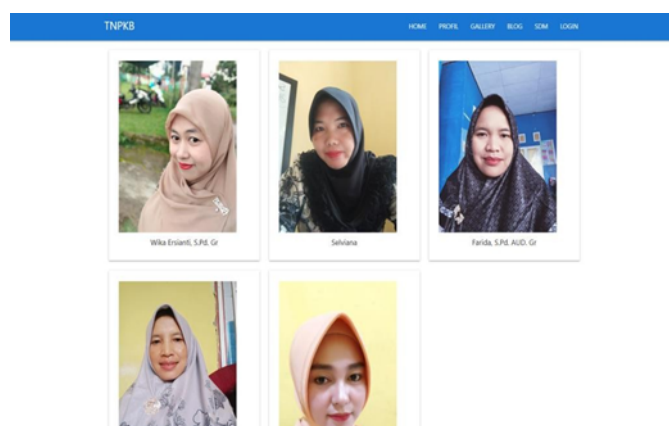 TNPKB
HOME PROFIL GALLERY BLOG SDM LOGIN
Wika Ersianti, S.Pd. Gr
Selviana
Farida, S.Pd. AUD. Gr